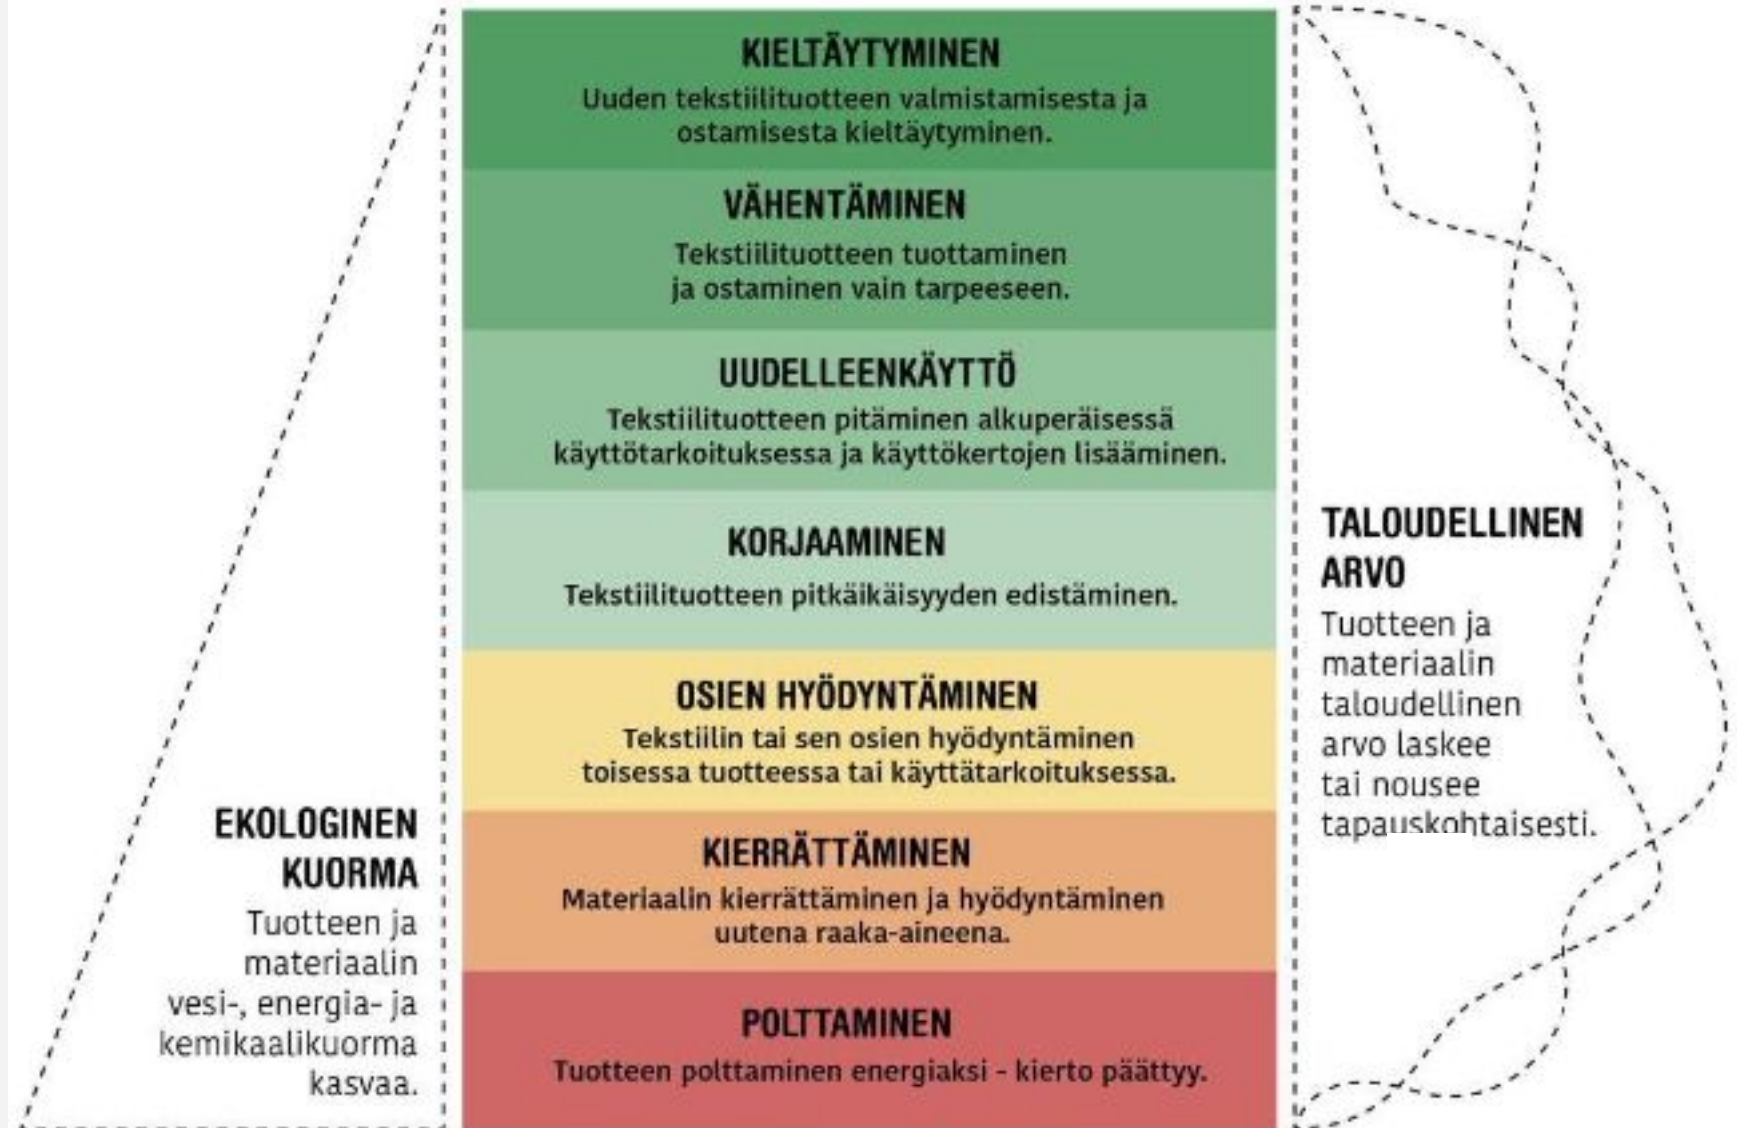 KIELTÄYTYMINEN
Uuden tekstiilituotteen valmistamisesta ja
ostamisesta kieltäytyminen.
VÄHENTÄMINEN
Tekstiilituotteen tuottaminen
ja ostaminen vain tarpeeseen.
UUDELLEENKÄYTTÖ
Tekstiilituotteen pitäminen alkuperäisessä
käyttötarkoituksessa ja käyttökertojen lisääminen.
KORJAAMINEN
Tekstiilituotteen pitkäikäisyyden edistäminen.
OSIEN HYÖDYNTÄMINEN
Tekstiilin tai sen osien hyödyntäminen
toisessa tuotteessa tai käyttätarkoituksessa.
KIERRÄTTÄMINEN
Materiaalin kierrättäminen ja hyödyntäminen
uutena raaka-aineena.
POLTTAMINEN
Tuotteen polttaminen energiaksi - kierto päättyy.
EKOLOGINEN
KUORMA
Tuotteen ja
materiaalin
vesi-, energia- ja
kemikaalikuorma
kasvaa.
TALOUDELLINEN
ARVO
Tuotteen ja
materiaalin
taloudellinen
arvo laskee
tai nousee
tapauskohtaisesti.